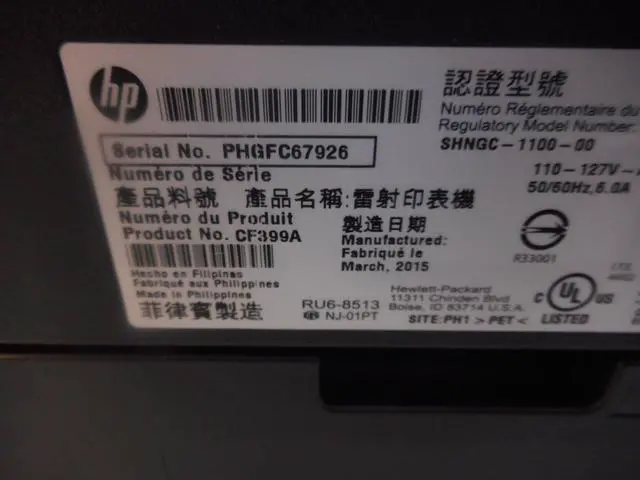 hp
認證型號
Numéro Réglementaire du
Regulatory Model Number
SHNGC-1100-00
110-127V-
50/60Hz,6.0A
Serial No. PHGFC67926
Numéro de Série
產品料號 產品名稱:雷射印表機
Numéro du Produit
Product No. CF399A
製造日期
Manufactured:
Fabriqué le
March, 2015
R33001
Hecho en Filipinas
Fabriqué aux Philippines
Made in Philippines
菲律賓製造
RU6-8513
NJ-01PT
Hewlett-Packard
11311 Chinden Blvd
Boise, ID 83714 U.S.A.
SITE:PH1 > PET <
C UL US
LISTED